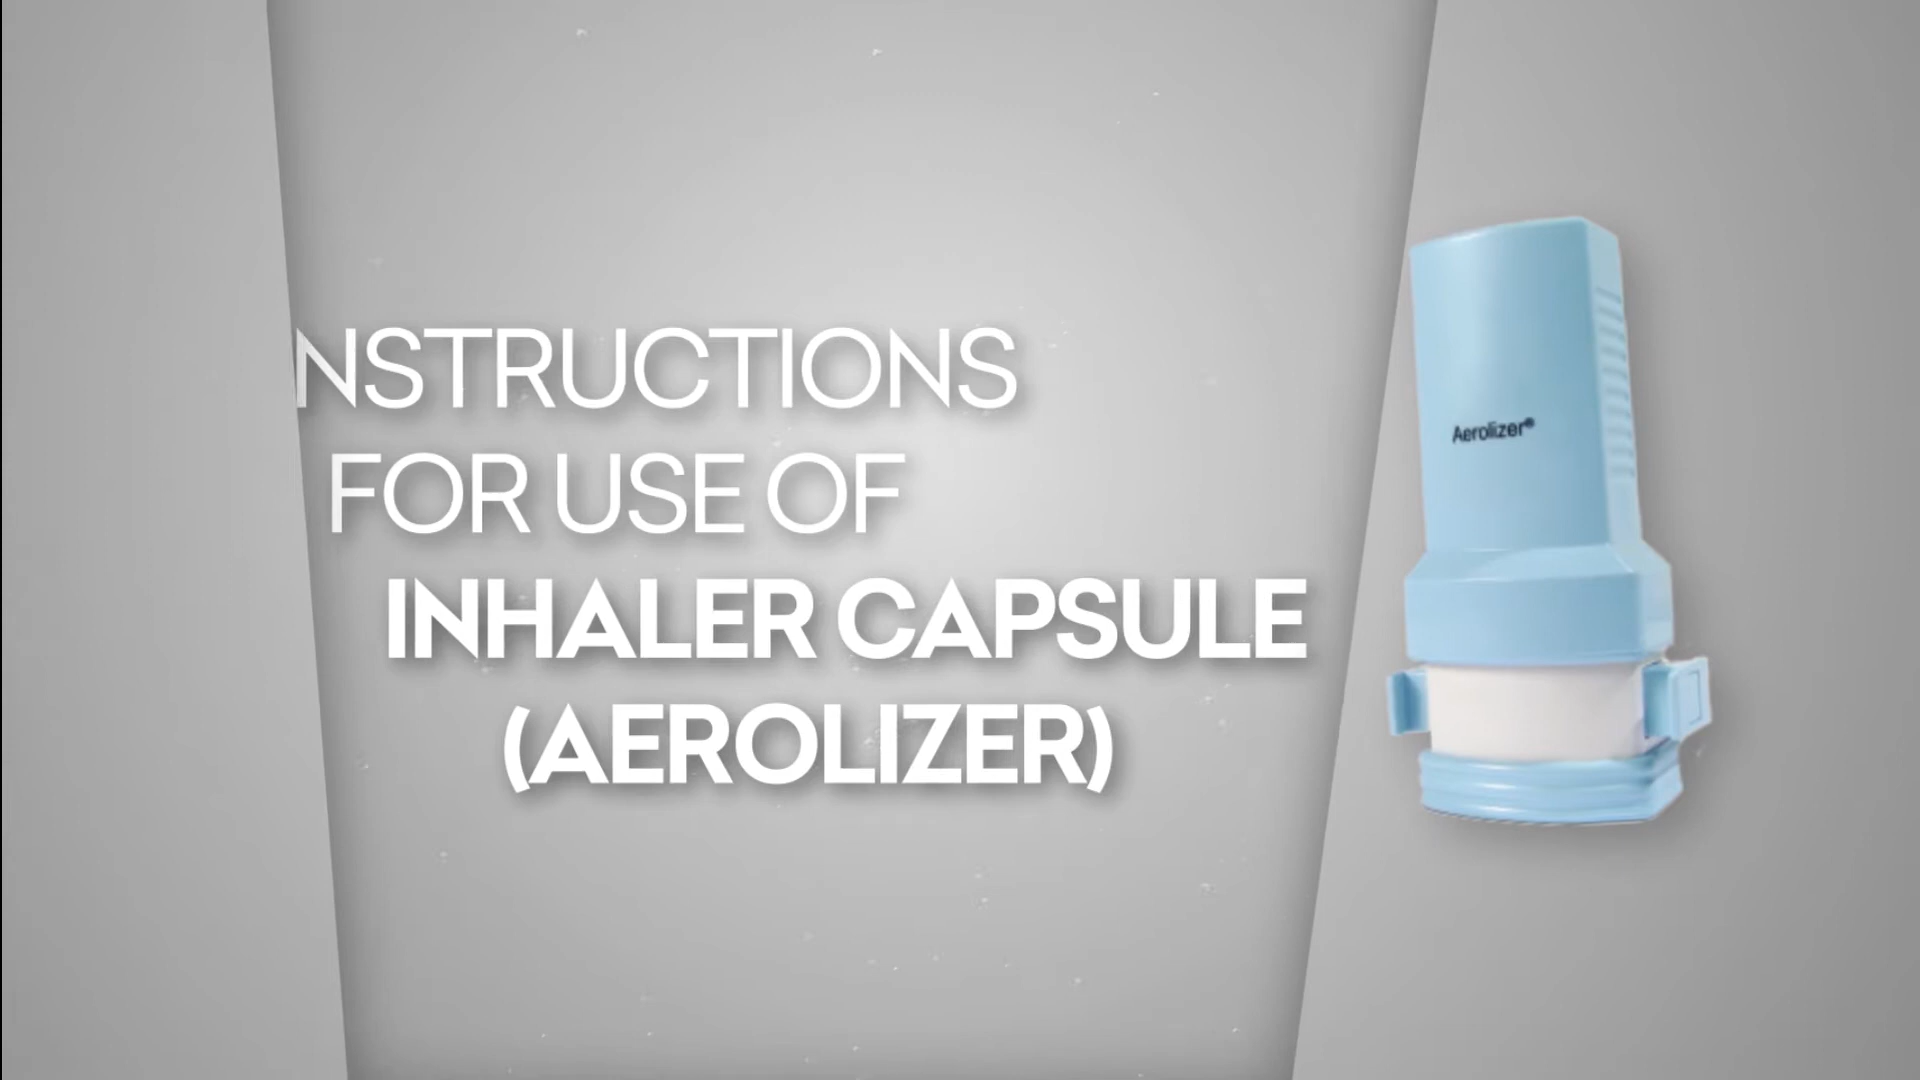 NSTRUCTIONS
FOR USE OF
INHALER CAPSULE
(AEROLIZER)
Aerolizer®